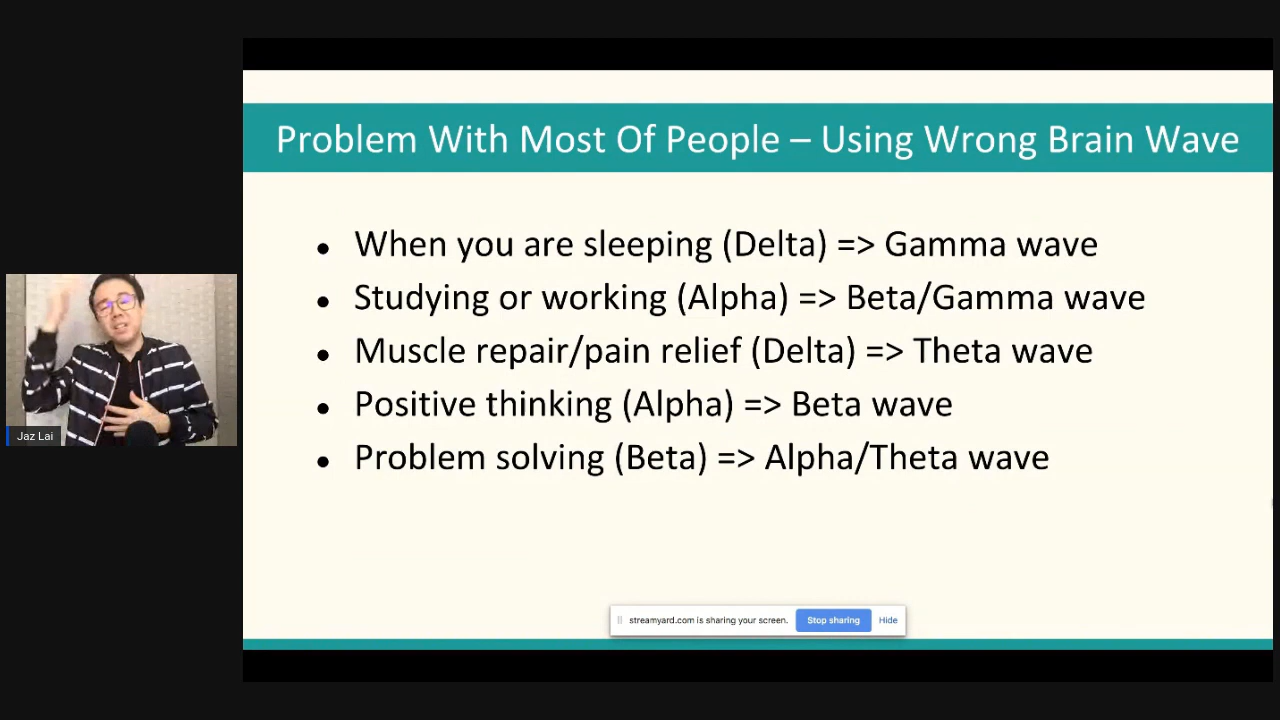 Problem With Most Of People – Using Wrong Brain Wave
• When you are sleeping (Delta) => Gamma wave
• Studying or working (Alpha) => Beta/Gamma wave
• Muscle repair/pain relief (Delta) => Theta wave
• Positive thinking (Alpha) => Beta wave
• Problem solving (Beta) => Alpha/Theta wave
Jaz Lai
streamyard.com is sharing your screen. Stop sharing Hide